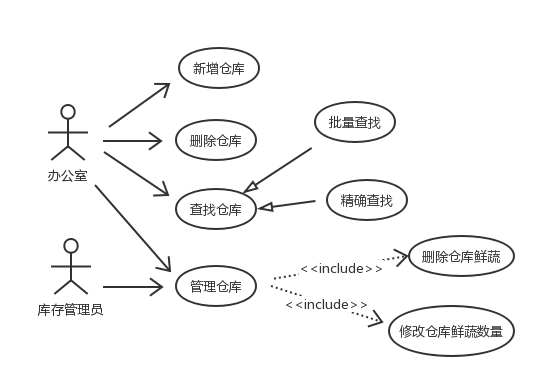 新增仓库
批量查找
删除仓库
办公室
精确查找
查找仓库
删除仓库鲜蔬
<<include>>
管理仓库
<<include>>
库存管理员
修改仓库鲜蔬数量